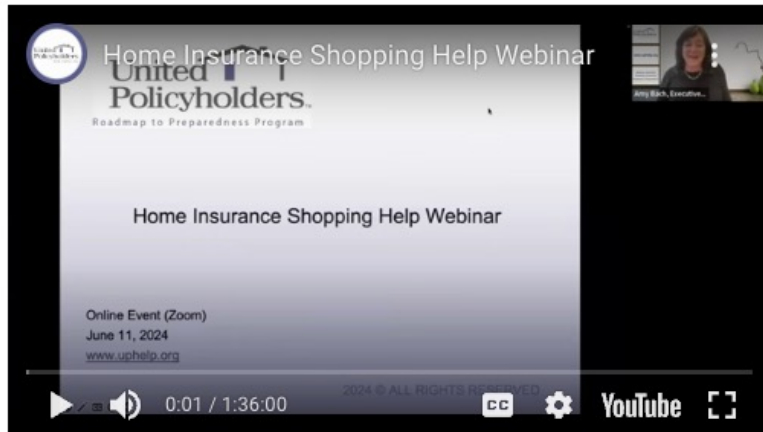 Home Insurance Shopping Help Webinar
United
Policyholders
Roadmap to Preparedness Program
Amy Bach, Executive...
Home Insurance Shopping Help Webinar
Online Event (Zoom)
June 11, 2024
www.uphelp.org
2024 © ALL RIGHTS RESERVED
0:01 / 1:36:00
CC
YouTube